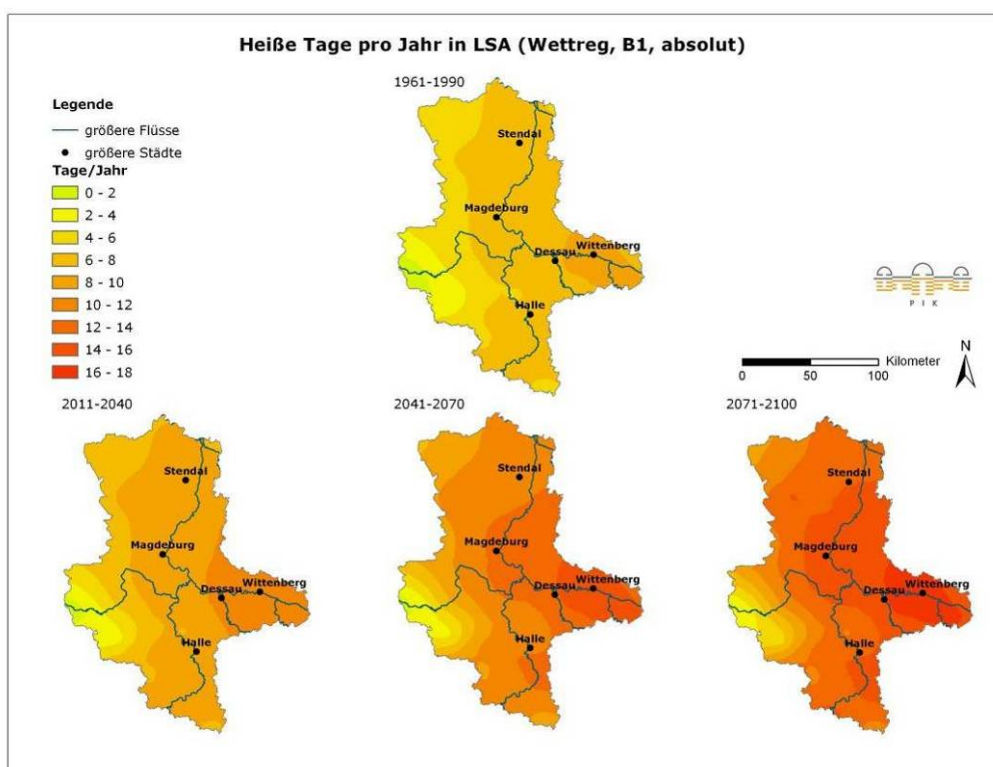 Heiße Tage pro Jahr in LSA (Wettreg, B1, absolut)
1961-1990
Legende
größere Flüsse
größere Städte
Tage/Jahr
0 - 2
2 - 4
4 - 6
6 - 8
8 - 10
10 - 12
12 - 14
14 - 16
16 - 18
Stendal
Magdeburg
Dessau
Wittenberg
Halle
P I K
N
Kilometer
0 50 100
2011-2040
Stendal
Magdeburg
Dessau
Wittenberg
Halle
2041-2070
Stendal
Magdeburg
Dessau
Wittenberg
Halle
2071-2100
Stendal
Magdeburg
Dessau
Wittenberg
Halle